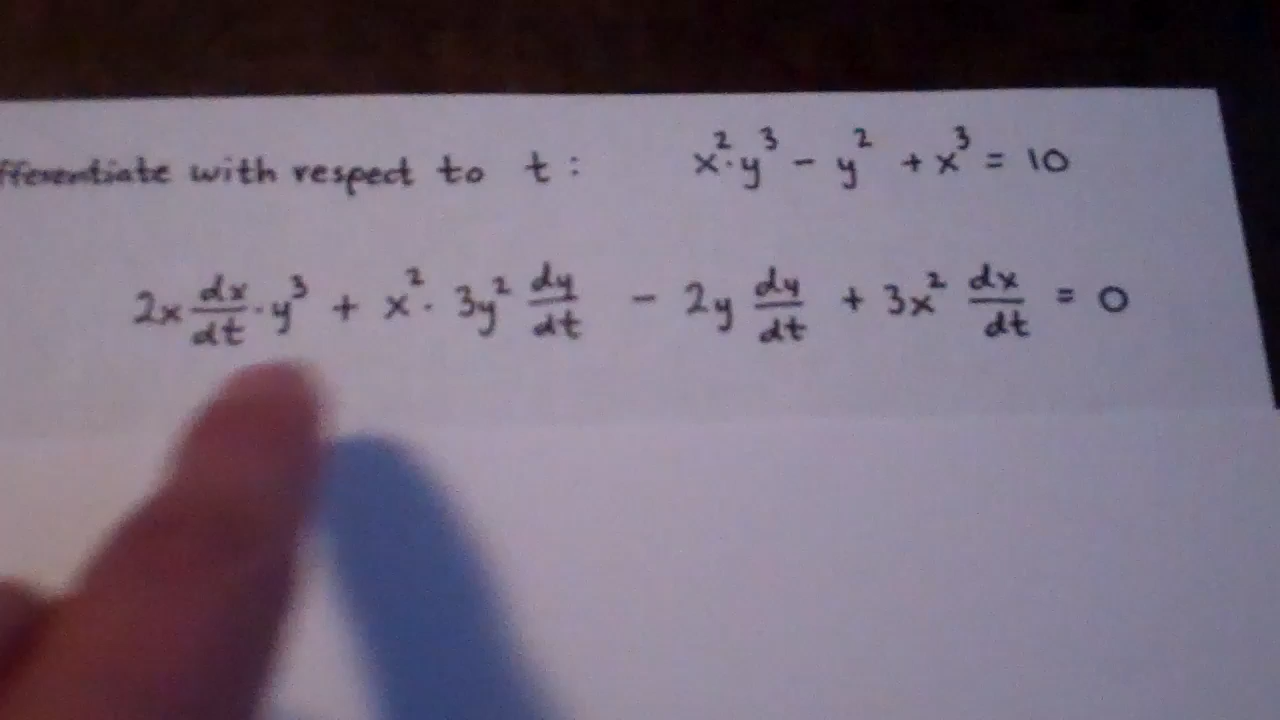 fferentiate with respect to t : x²·y³ - y² + x³ = 10
2x dx/dt · y³ + x² · 3y² dy/dt - 2y dy/dt + 3x² dx/dt = 0